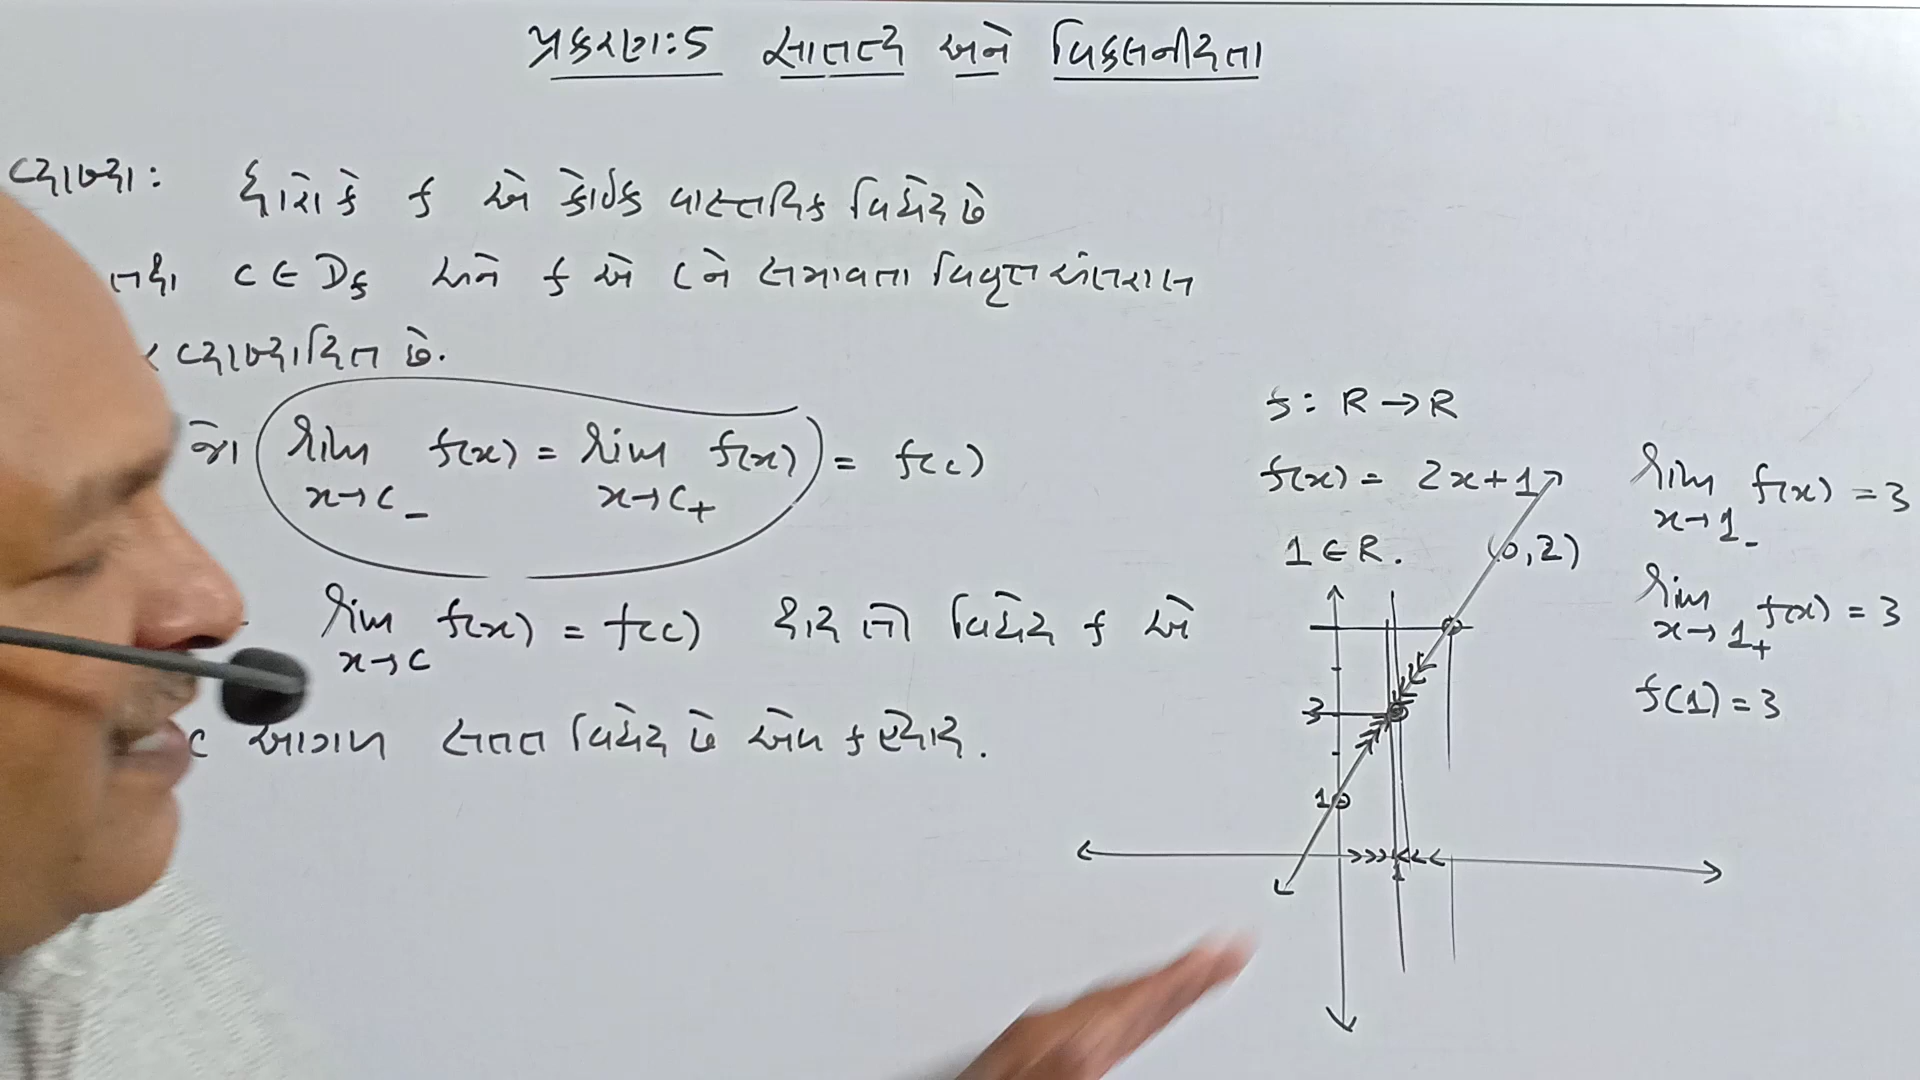 પ્રકરણ:5 સાતત્ય અને વિકલનીયતા
વ્યાખ્યા: ધારો કે f એ કોઈક વાસ્તવિક વિધેય છે
તથા c ∈ Df અને f એ c ને સમાવતા વિવૃત્ત અંતરાલ
વ્યાખ્યાયિત છે.
જો lim x→c- f(x) = lim x→c+ f(x) = f(c)
lim x→c f(x) = f(c) થાય તો વિધેય f એ
c આગળ સતત વિધેય છે એમ કહેવાય.
f: R → R
f(x) = 2x+1
1 ∈ R. (0,2)
3
1
1
lim x→1- f(x) = 3
lim x→1+ f(x) = 3
f(1) = 3